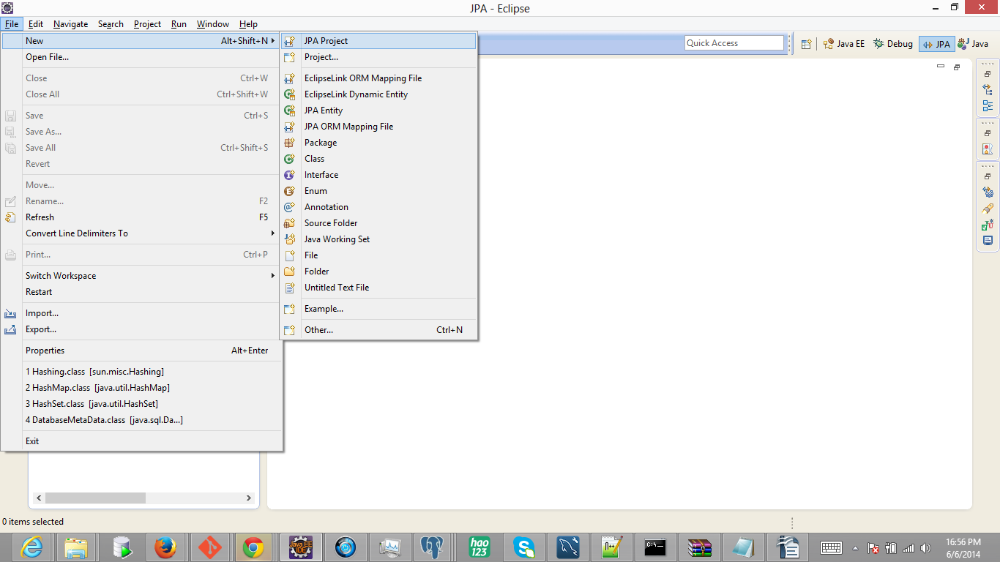 JPA - Eclipse
File Edit Navigate Search Project Run Window Help
New Alt+Shift+N
Open File...
Close Ctrl+W
Close All Ctrl+Shift+W
Save Ctrl+S
Save As...
Save All Ctrl+Shift+S
Revert
Move...
Rename... F2
Refresh F5
Convert Line Delimiters To
Print... Ctrl+P
Switch Workspace
Restart
Import...
Export...
Properties Alt+Enter
1 Hashing.class [sun.misc.Hashing]
2 HashMap.class [java.util.HashMap]
3 HashSet.class [java.util.HashSet]
4 DatabaseMetaData.class [java.sql.Da...]
Exit
JPA Project
Project...
EclipseLink ORM Mapping File
EclipseLink Dynamic Entity
JPA Entity
JPA ORM Mapping File
Package
Class
Interface
Enum
Annotation
Source Folder
Java Working Set
File
Folder
Untitled Text File
Example...
Other... Ctrl+N
Quick Access
Java EE Debug JPA Java
0 items selected
Java EE
IDE
hao
123
16:56 PM
6/6/2014